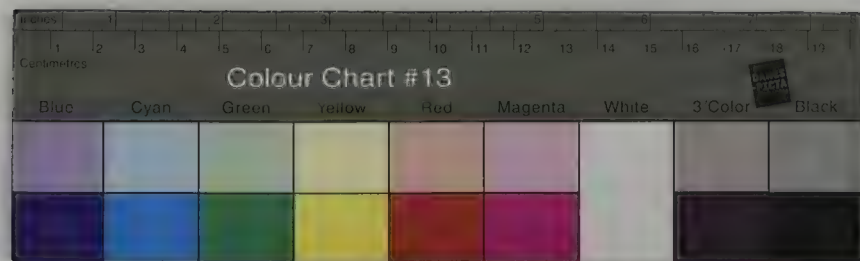 Inches 1 2 3 4 5 6
1 2 3 4 5 6 7 8 9 10 11 12 13 14 15 16 17 18 19
Centimetres
Colour Chart #13
Blue Cyan Green Yellow Red Magenta White 3/Color Black